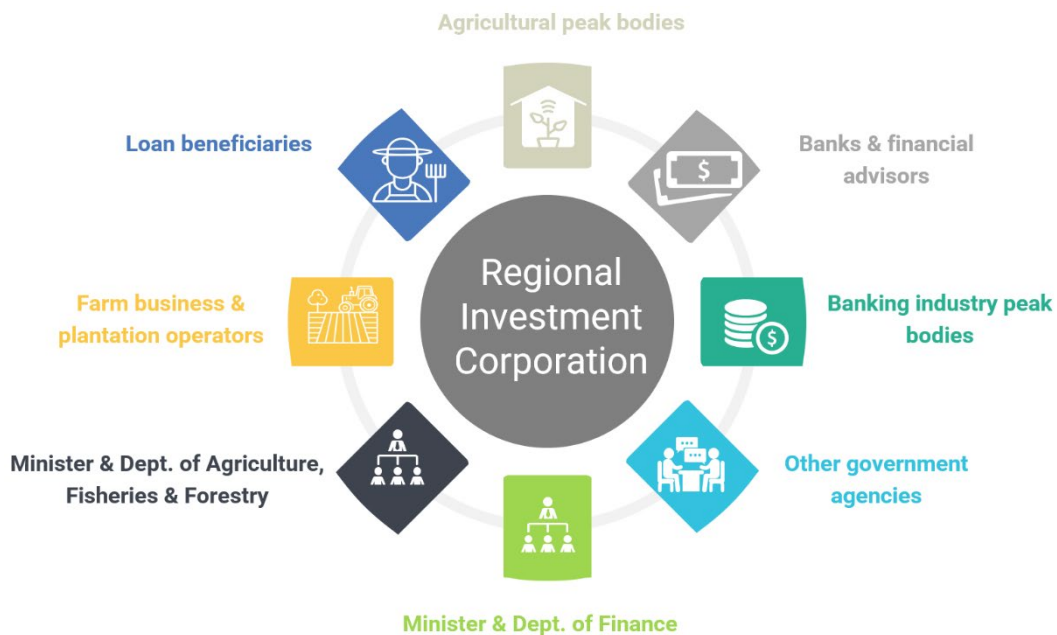 Agricultural peak bodies
Loan beneficiaries
Banks & financial
advisors
$
Regional
Investment
Corporation
Farm business &
plantation operators
Banking industry peak
bodies
$
Minister & Dept. of Agriculture,
Fisheries & Forestry
Other government
agencies
Minister & Dept. of Finance